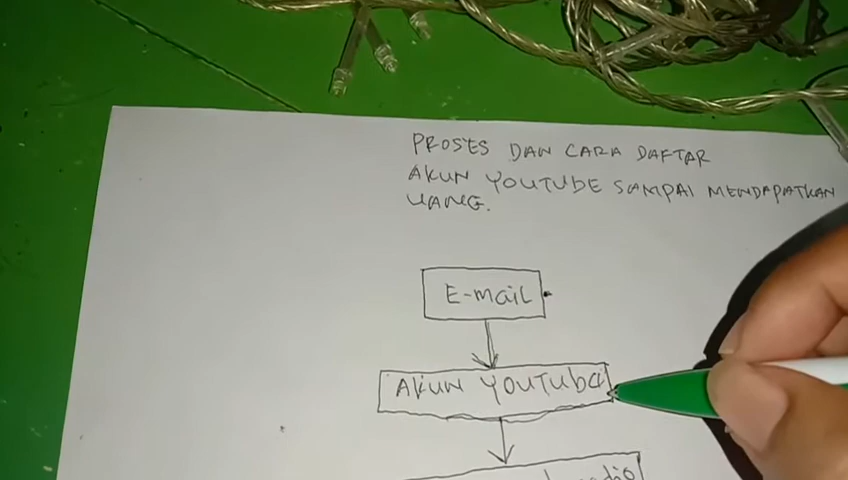 PROSES DAN CARA DAFTAR
AKUN YOUTUBE SAMPAI MENDAPATKAN
UANG.
E-maiL
AKUN YOUTUbe